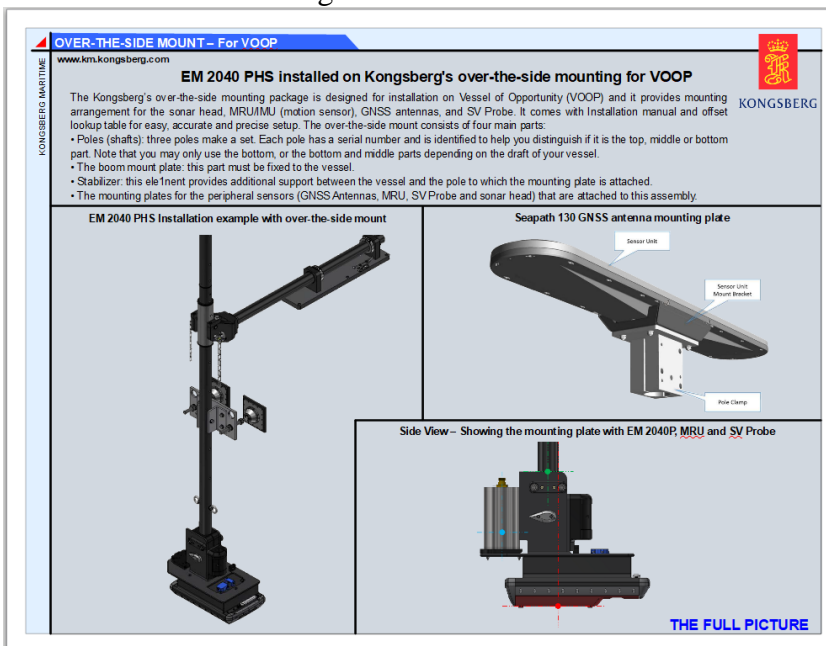 OVER-THE-SIDE MOUNT – For VOOP
www.km.kongsberg.com
KONGSBERG MARITIME
EM 2040 PHS installed on Kongsberg's over-the-side mounting for VOOP
KONGSBERG
The Kongsberg's over-the-side mounting package is designed for installation on Vessel of Opportunity (VOOP) and it provides mounting
arrangement for the sonar head, MRU/IMU (motion sensor), GNSS antennas, and SV Probe. It comes with Installation manual and offset
lookup table for easy, accurate and precise setup. The over-the-side mount consists of four main parts:
• Poles (shafts): three poles make a set. Each pole has a serial number and is identified to help you distinguish if it is the top, middle or bottom
part. Note that you may only use the bottom, or the bottom and middle parts depending on the draft of your vessel.
• The boom mount plate: this part must be fixed to the vessel.
• Stabilizer: this ele1nent provides additional support between the vessel and the pole to which the mounting plate is attached.
• The mounting plates for the peripheral sensors (GNSS Antennas, MRU, SV Probe and sonar head) that are attached to this assembly.
EM 2040 PHS Installation example with over-the-side mount
Seapath 130 GNSS antenna mounting plate
Sensor Unit
Sensor Unit
Mount Bracket
Pole Clamp
Side View – Showing the mounting plate with EM 2040P, MRU and SV Probe
THE FULL PICTURE